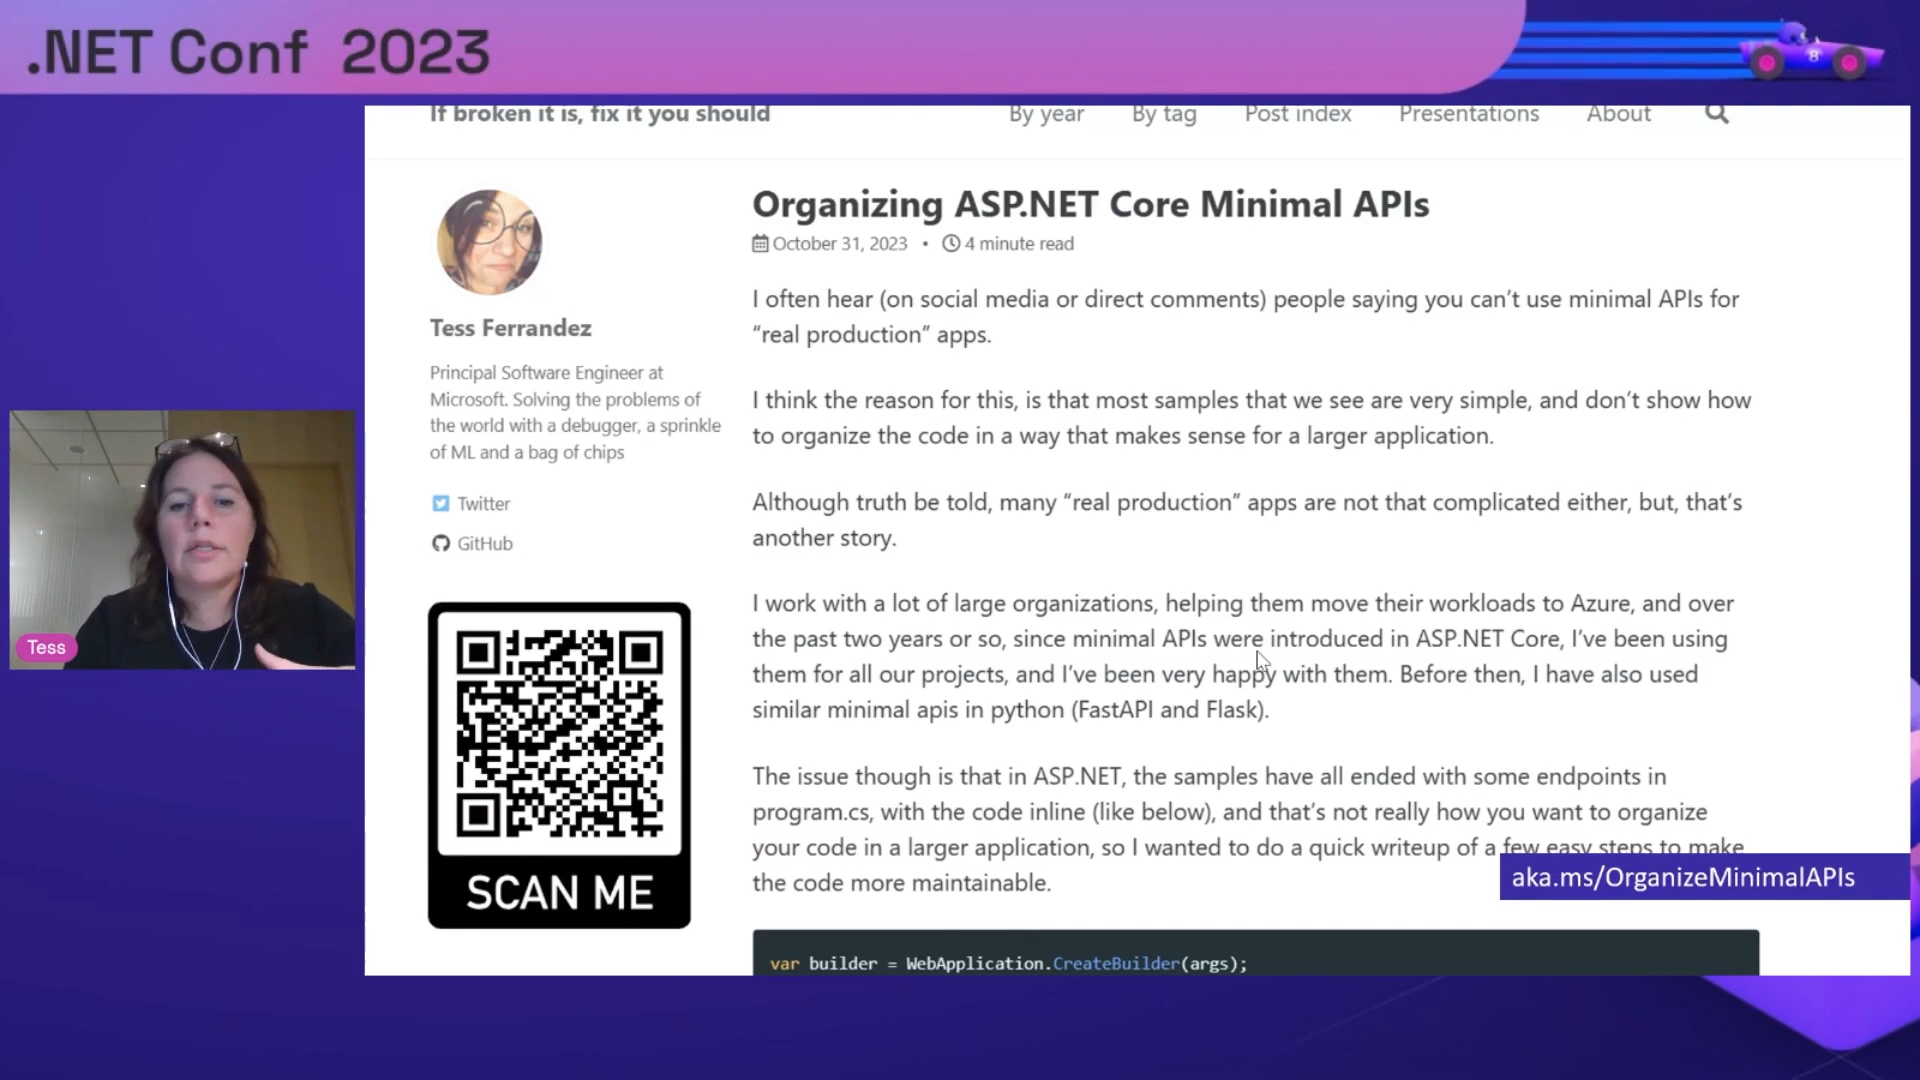 .NET Conf 2023
8
If broken it is, fix it you should
By year
By tag
Post index
Presentations
About
Tess Ferrandez
Principal Software Engineer at
Microsoft. Solving the problems of
the world with a debugger, a sprinkle
of ML and a bag of chips
Twitter
GitHub
SCAN ME
Tess
Organizing ASP.NET Core Minimal APIs
October 31, 2023 • 4 minute read
I often hear (on social media or direct comments) people saying you can’t use minimal APIs for
“real production” apps.
I think the reason for this, is that most samples that we see are very simple, and don’t show how
to organize the code in a way that makes sense for a larger application.
Although truth be told, many “real production” apps are not that complicated either, but, that’s
another story.
I work with a lot of large organizations, helping them move their workloads to Azure, and over
the past two years or so, since minimal APIs were introduced in ASP.NET Core, I’ve been using
them for all our projects, and I’ve been very happy with them. Before then, I have also used
similar minimal apis in python (FastAPI and Flask).
The issue though is that in ASP.NET, the samples have all ended with some endpoints in
program.cs, with the code inline (like below), and that’s not really how you want to organize
your code in a larger application, so I wanted to do a quick writeup of a few easy steps to make
the code more maintainable.
aka.ms/OrganizeMinimalAPIs
var builder = WebApplication.CreateBuilder(args);